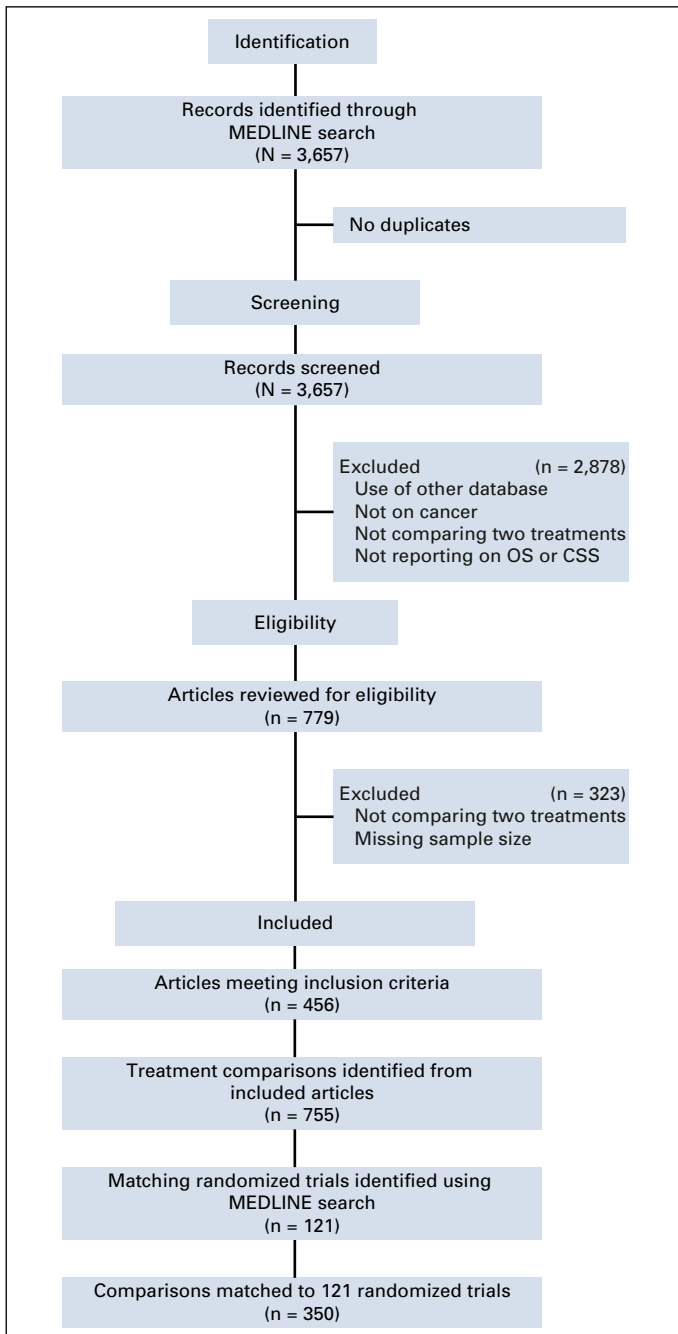 Identification
Records identified through
MEDLINE search
(N = 3,657)
No duplicates
Screening
Records screened
(N = 3,657)
Excluded (n = 2,878)
Use of other database
Not on cancer
Not comparing two treatments
Not reporting on OS or CSS
Eligibility
Articles reviewed for eligibility
(n = 779)
Excluded (n = 323)
Not comparing two treatments
Missing sample size
Included
Articles meeting inclusion criteria
(n = 456)
Treatment comparisons identified from
included articles
(n = 755)
Matching randomized trials identified using
MEDLINE search
(n = 121)
Comparisons matched to 121 randomized trials
(n = 350)